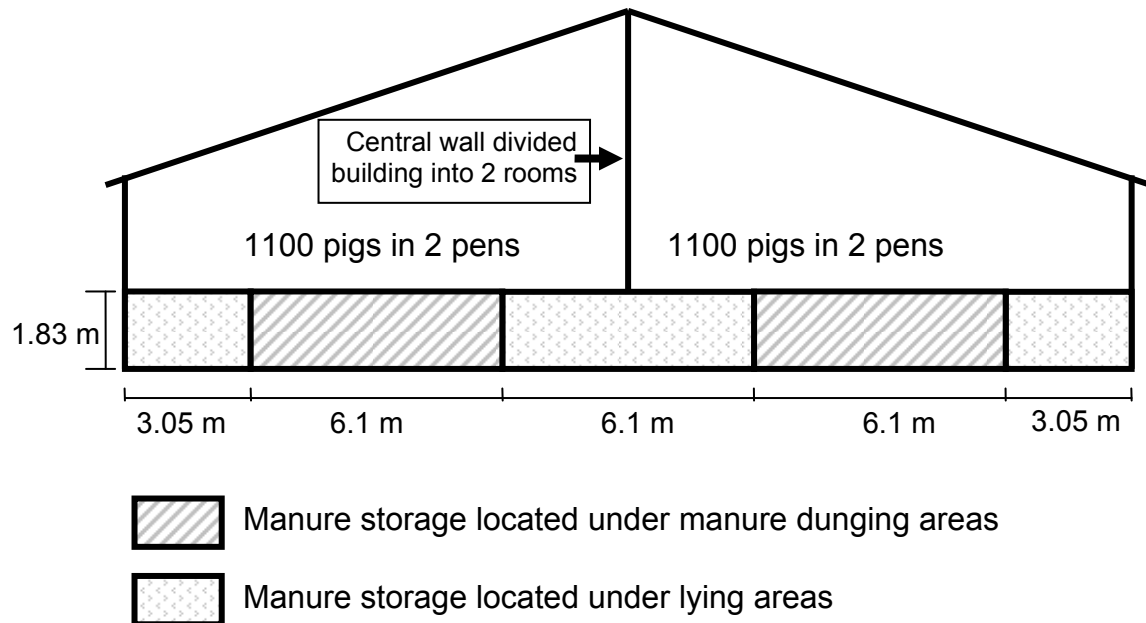 Central wall divided
building into 2 rooms
1100 pigs in 2 pens
1100 pigs in 2 pens
1.83 m
3.05 m
6.1 m
6.1 m
6.1 m
3.05 m
Manure storage located under manure dunging areas
Manure storage located under lying areas